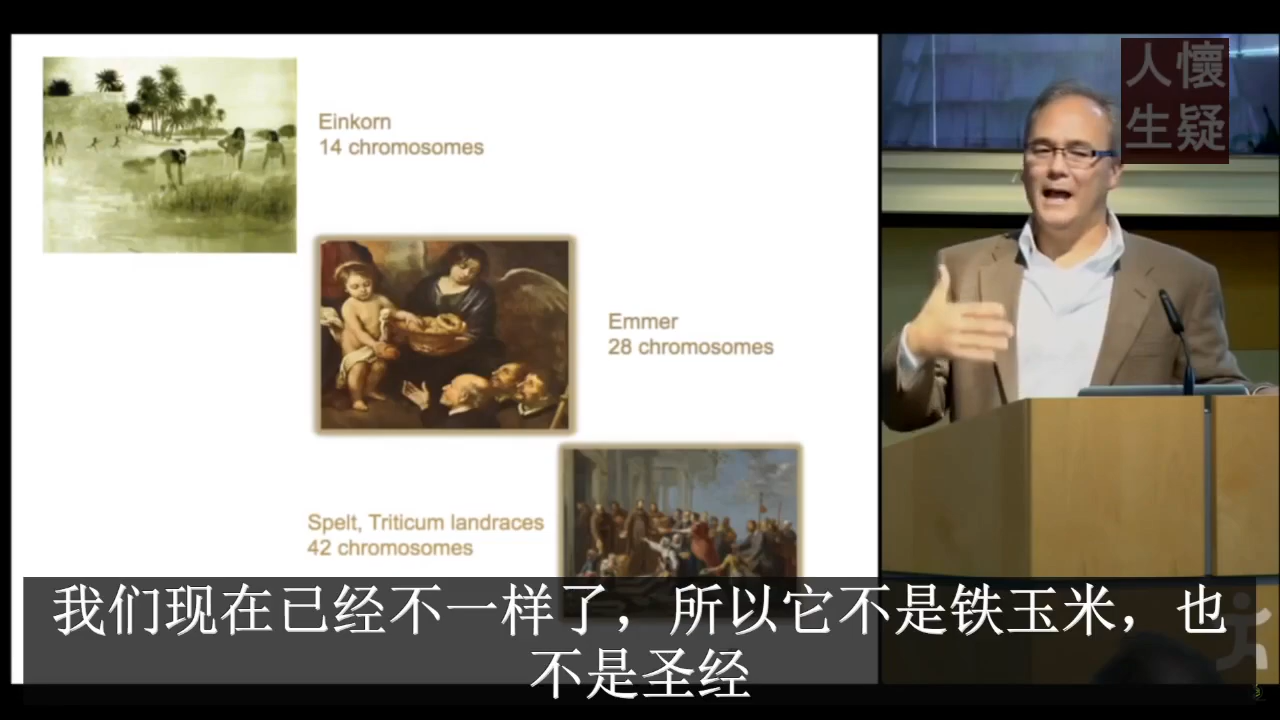 Einkorn
14 chromosomes
Emmer
28 chromosomes
Spelt, Triticum landraces
42 chromosomes
人懷
生疑
我们现在已经不一样了，所以它不是铁玉米，也
不是圣经